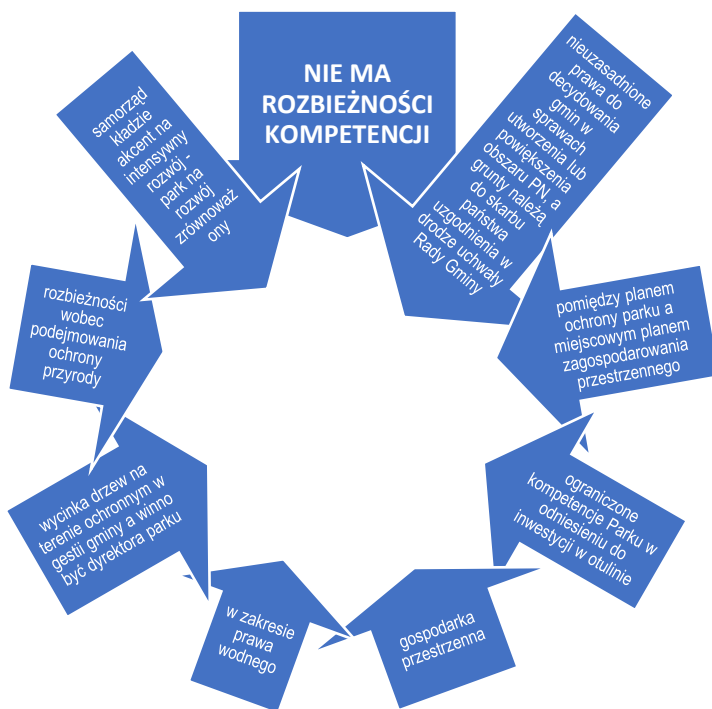 NIE MA
ROZBIEŻNOŚCI
KOMPETENCJI
nieuzasadnione
prawa do
decydowania
gmin w
sprawach
utworzenia lub
powiększenia
obszaru PN, a
grunty należą
do skarbu
państwa
uzgodnienia w
drodze uchwały
Rady Gminy
pomiędzy planem
ochrony parku a
miejscowym planem
zagospodarowania
przestrzennego
ograniczone
kompetencje Parku w
odniesieniu do
inwestycji w otulinie
gospodarka
przestrzenna
w zakresie
prawa
wodnego
wycinka drzew na
terenie ochronnym w
gestii gminy a winno
być dyrektora parku
rozbieżności
wobec
podejmowania
ochrony
przyrody
samorząd
kładzie
akcent na
intensywny
rozwój -
park na
rozwój
zrównoważ
ony